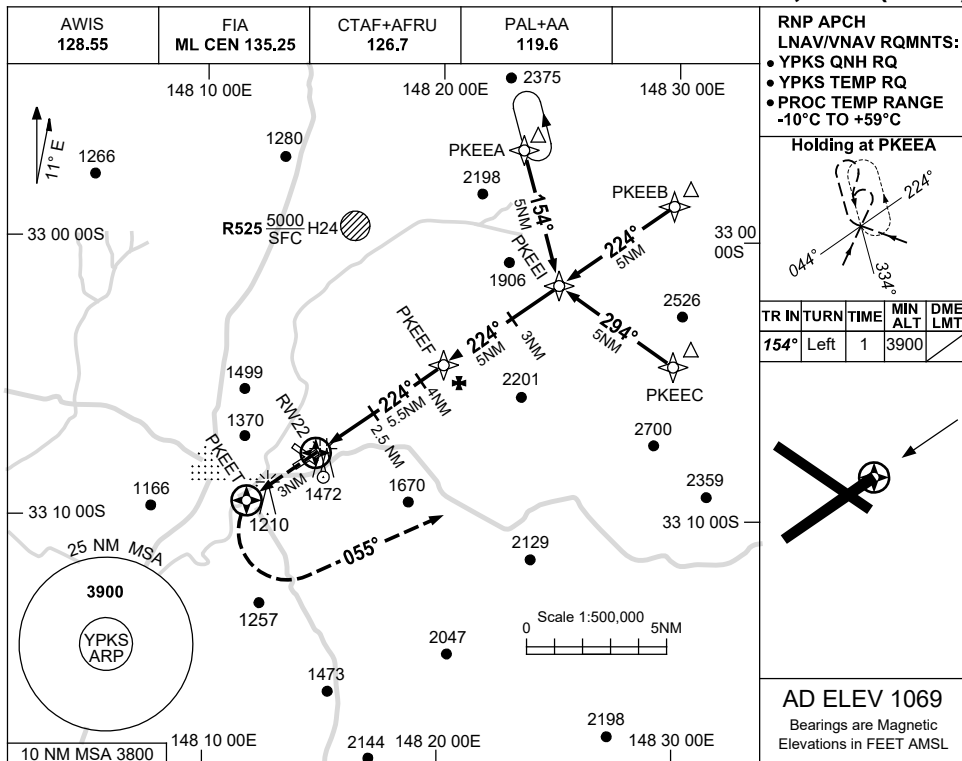 AWIS
128.55
FIA
ML CEN 135.25
CTAF+AFRU
126.7
PAL+AA
119.6
RNP APCH
LNAV/VNAV RQMNTS:
• YPKS QNH RQ
• YPKS TEMP RQ
• PROC TEMP RANGE
-10°C TO +59°C
148 10 00E
148 20 00E
148 30 00E
2375
11° E
1266
1280
PKEEA
2198
PKEEB
Holding at PKEEA
224°
044°
334°
R525 5000 H24
SFC
33 00 00S
33 00
00S
154°
5NM
PKEEI
224°
5NM
1906
2526
294°
5NM
PKEEC
PKEEF
224°
5NM
3NM
TR IN
TURN
TIME
MIN
ALT
DME
LMT
154°
Left
1
3900
1499
2201
224°
5.5NM
4NM
2.5 NM
1370
RW22
2700
PKEET
3NM
1472
1670
2359
1166
1210
33 10 00S
33 10 00S
055°
2129
25 NM MSA
3900
YPKS
ARP
1257
Scale 1:500,000
0
5NM
2047
1473
2198
2144
10 NM MSA 3800
148 10 00E
148 20 00E
148 30 00E
AD ELEV 1069
Bearings are Magnetic
Elevations in FEET AMSL